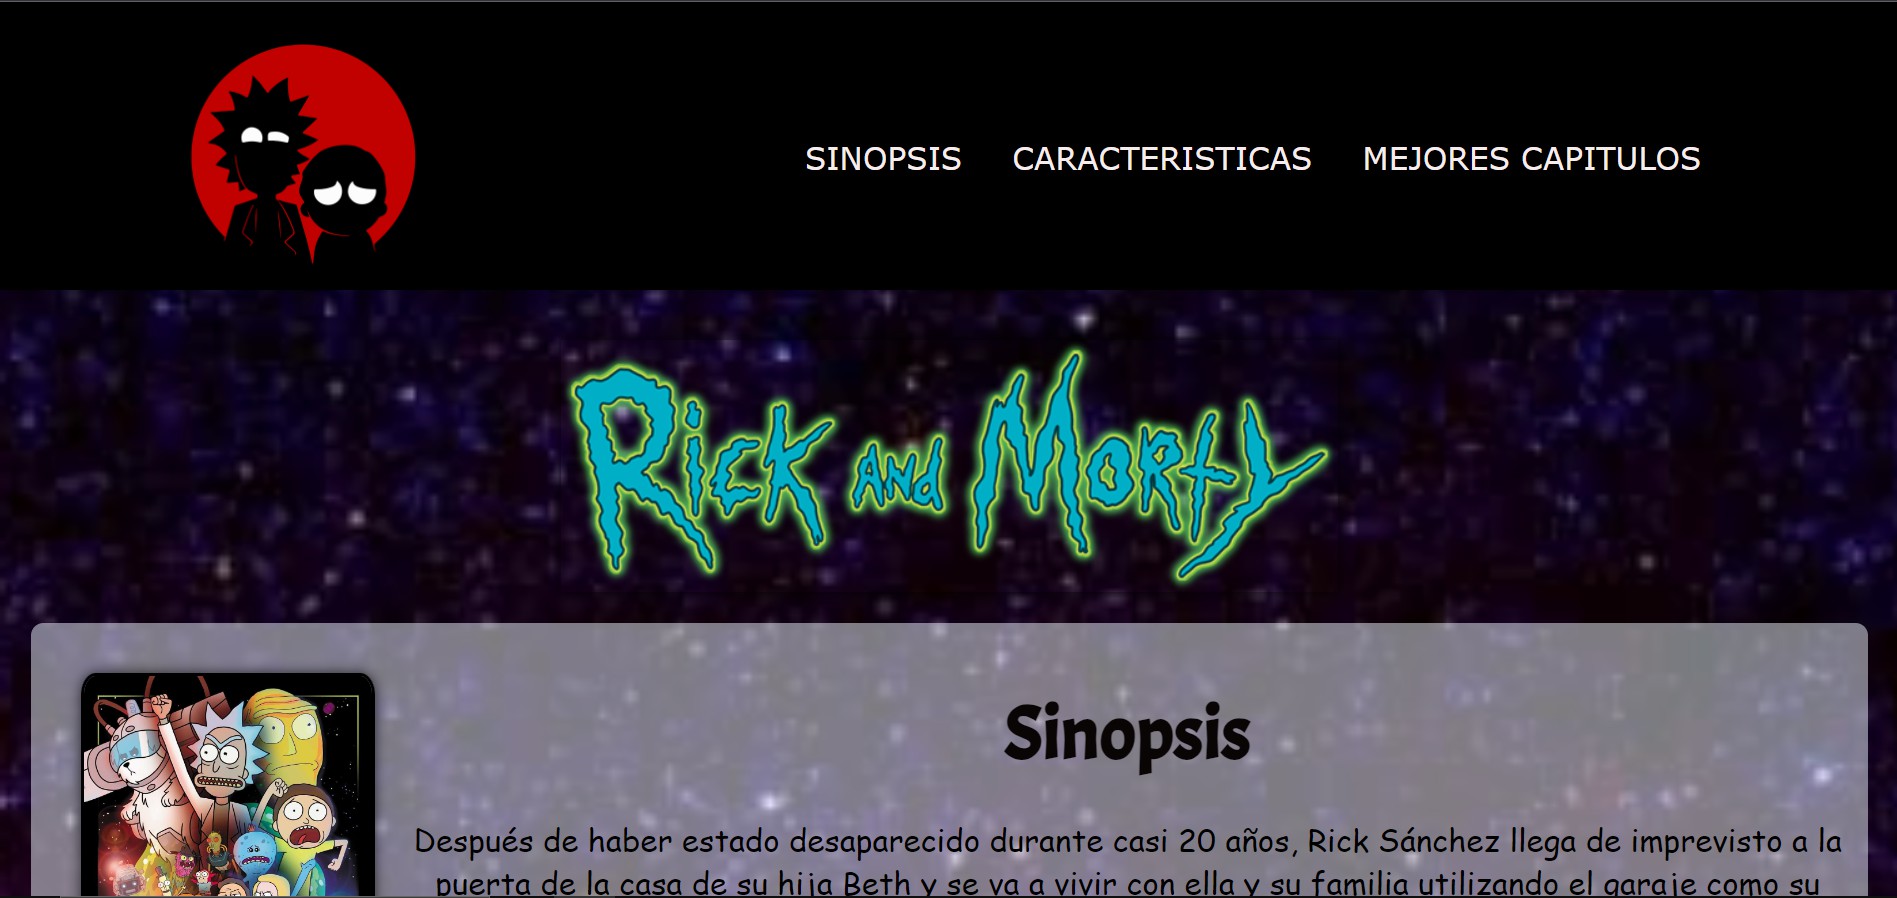 SINOPSIS CARACTERISTICAS MEJORES CAPITULOS
Rick and Morty
Sinopsis
Después de haber estado desaparecido durante casi 20 años, Rick Sánchez llega de imprevisto a la
puerta de la casa de su hija Beth y se va a vivir con ella y su familia utilizando el garaje como su